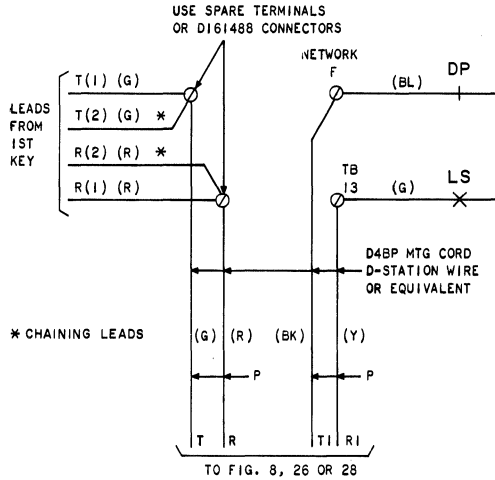 USE SPARE TERMINALS
OR D161488 CONNECTORS
NETWORK
F
(BL)
DP
T(1) (G)
T(2) (G) *
LEADS
FROM
1ST
KEY
R(2) (R) *
R(1) (R)
TB
13
(G)
LS
D4BP MTG CORD
D-STATION WIRE
OR EQUIVALENT
* CHAINING LEADS
(G) (R) (BK) (Y)
P P
T R T1 R1
TO FIG. 8, 26 OR 28